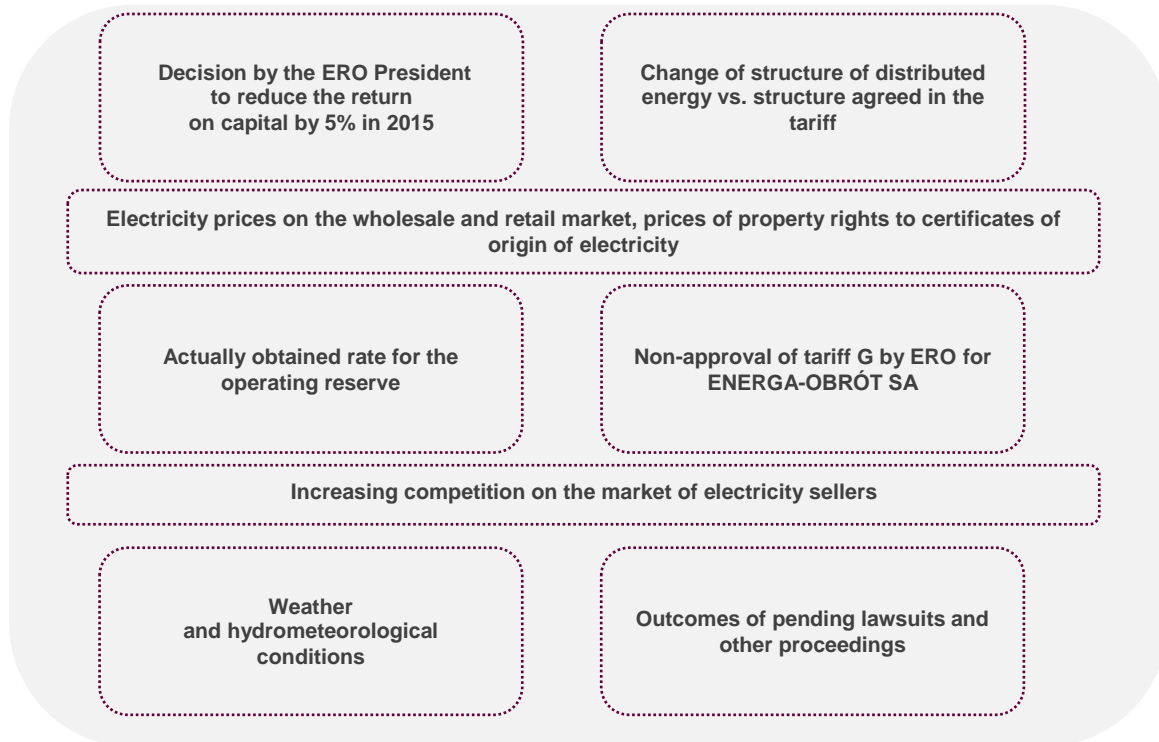 Decision by the ERO President
to reduce the return
on capital by 5% in 2015
Change of structure of distributed
energy vs. structure agreed in the
tariff
Electricity prices on the wholesale and retail market, prices of property rights to certificates of
origin of electricity
Actually obtained rate for the
operating reserve
Non-approval of tariff G by ERO for
ENERGA-OBRÓT SA
Increasing competition on the market of electricity sellers
Weather
and hydrometeorological
conditions
Outcomes of pending lawsuits and
other proceedings